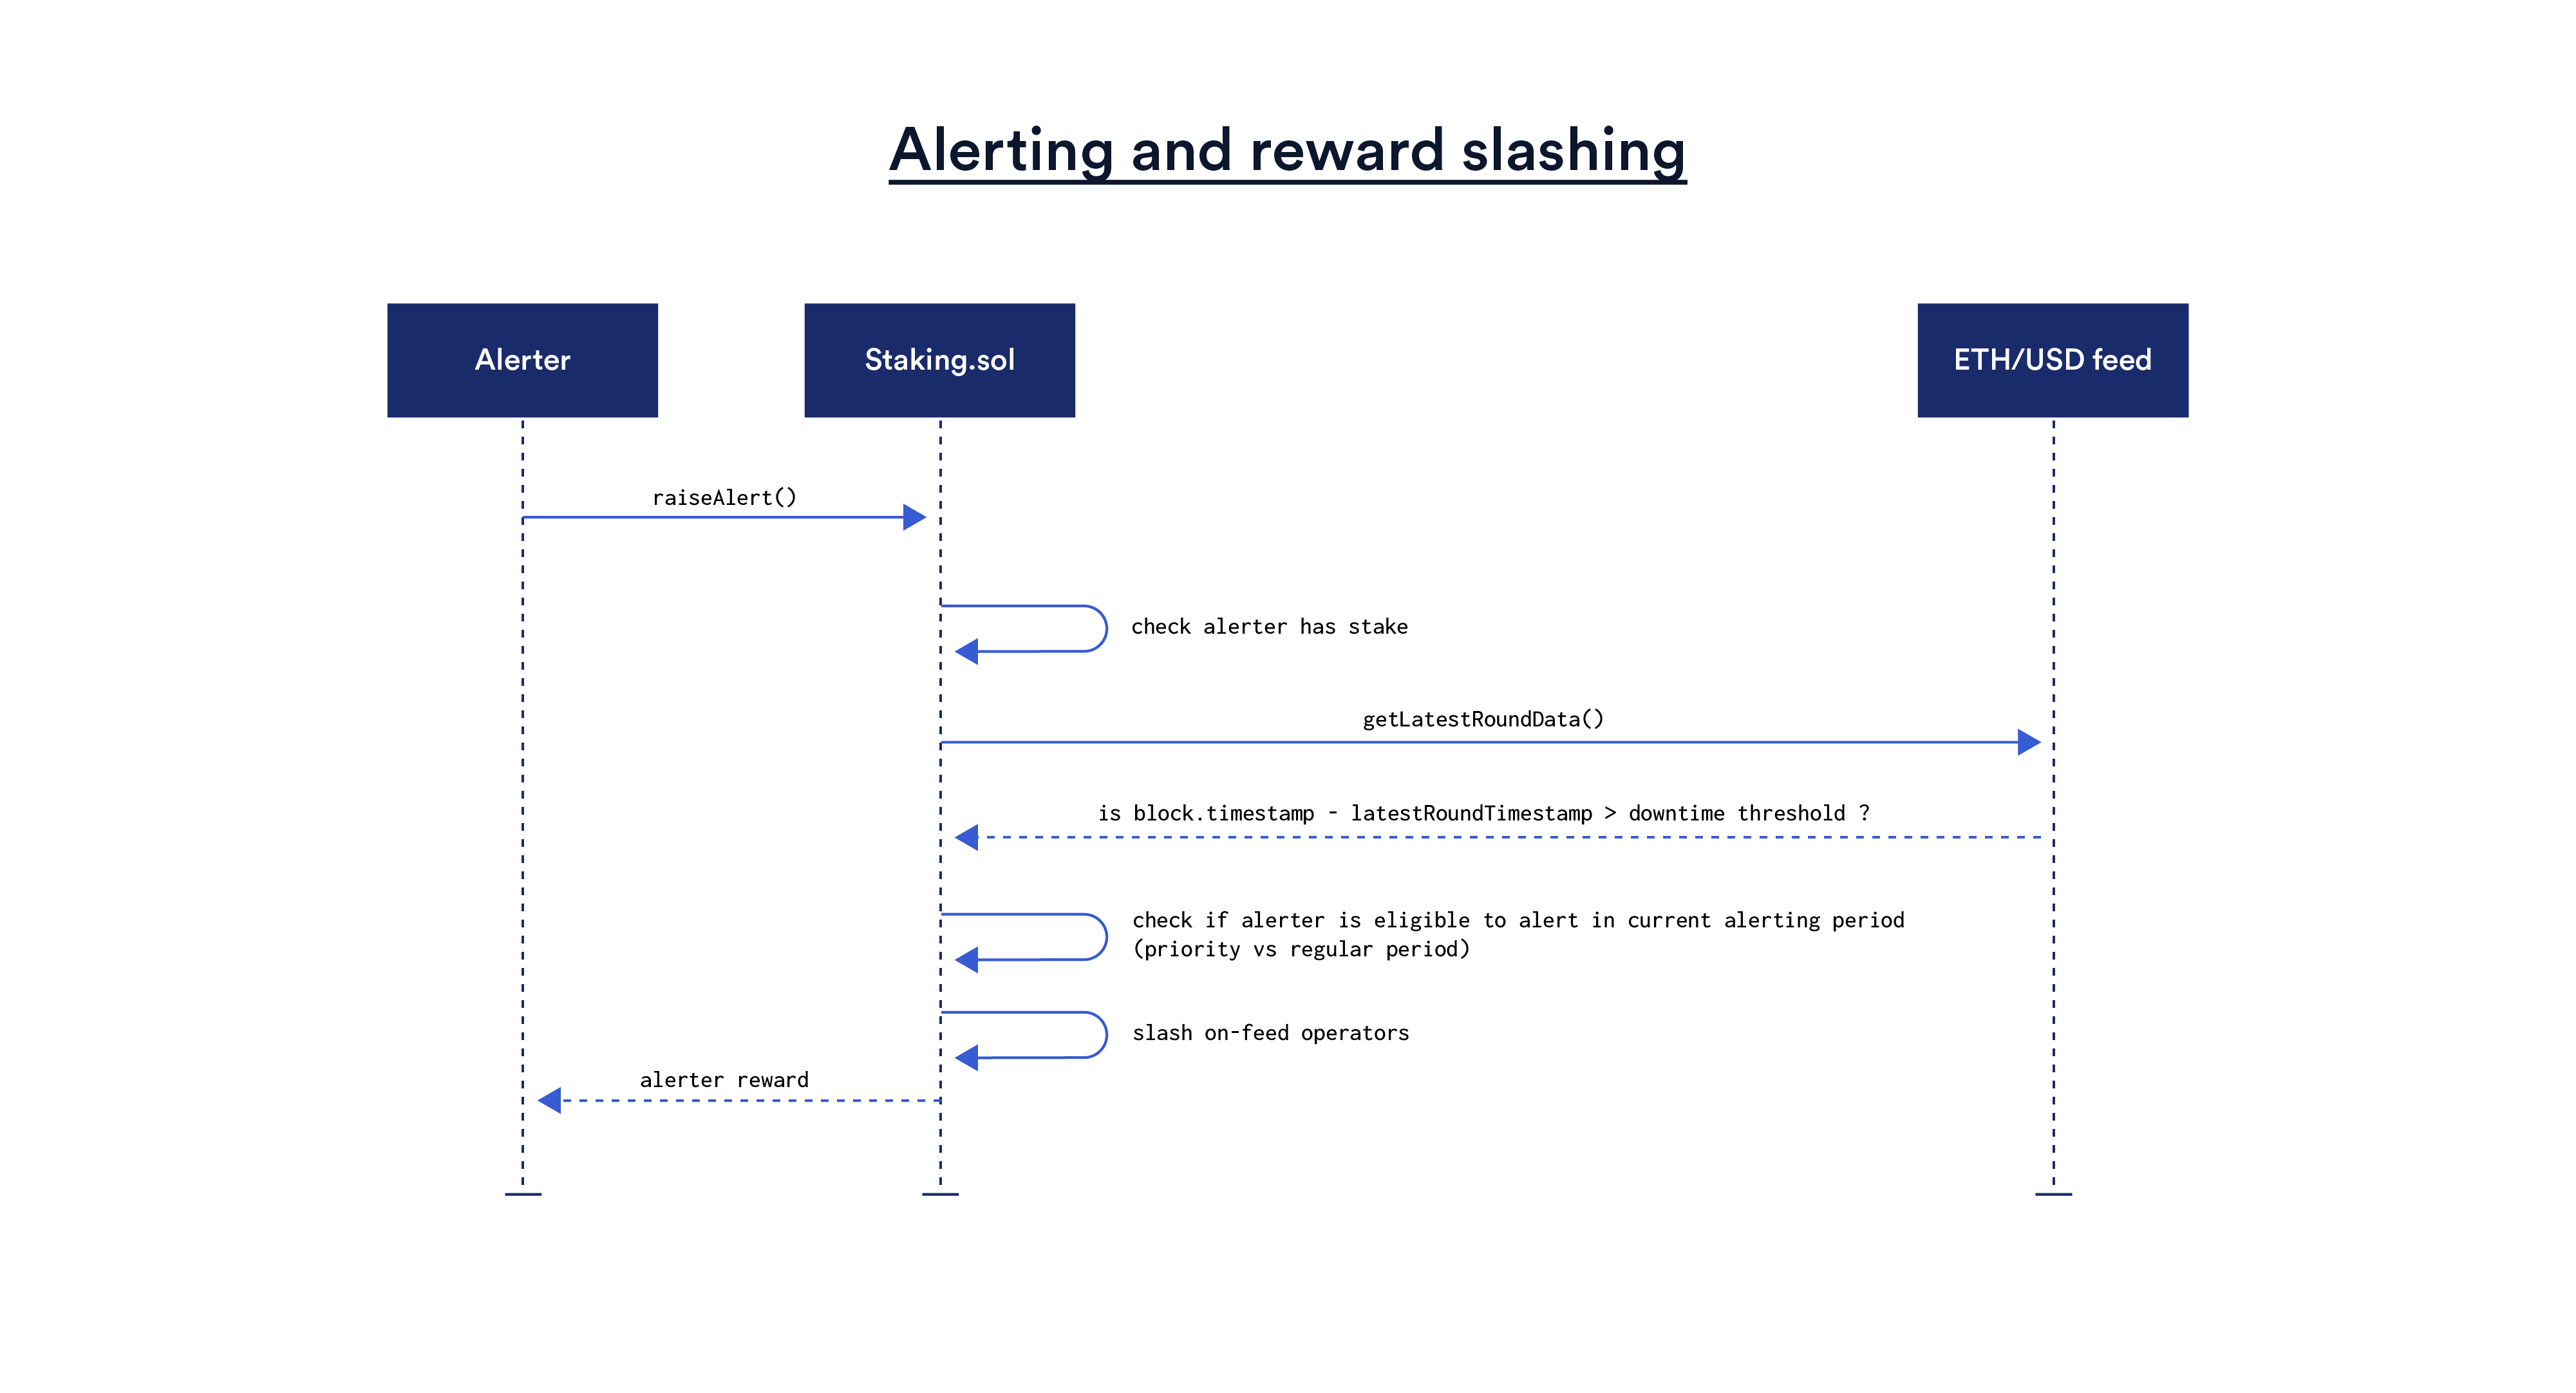 Alerting and reward slashing
Alerter
Staking.sol
ETH/USD feed
raiseAlert()
check alerter has stake
getLatestRoundData()
is block.timestamp - latestRoundTimestamp > downtime threshold ?
check if alerter is eligible to alert in current alerting period
(priority vs regular period)
slash on-feed operators
alerter reward